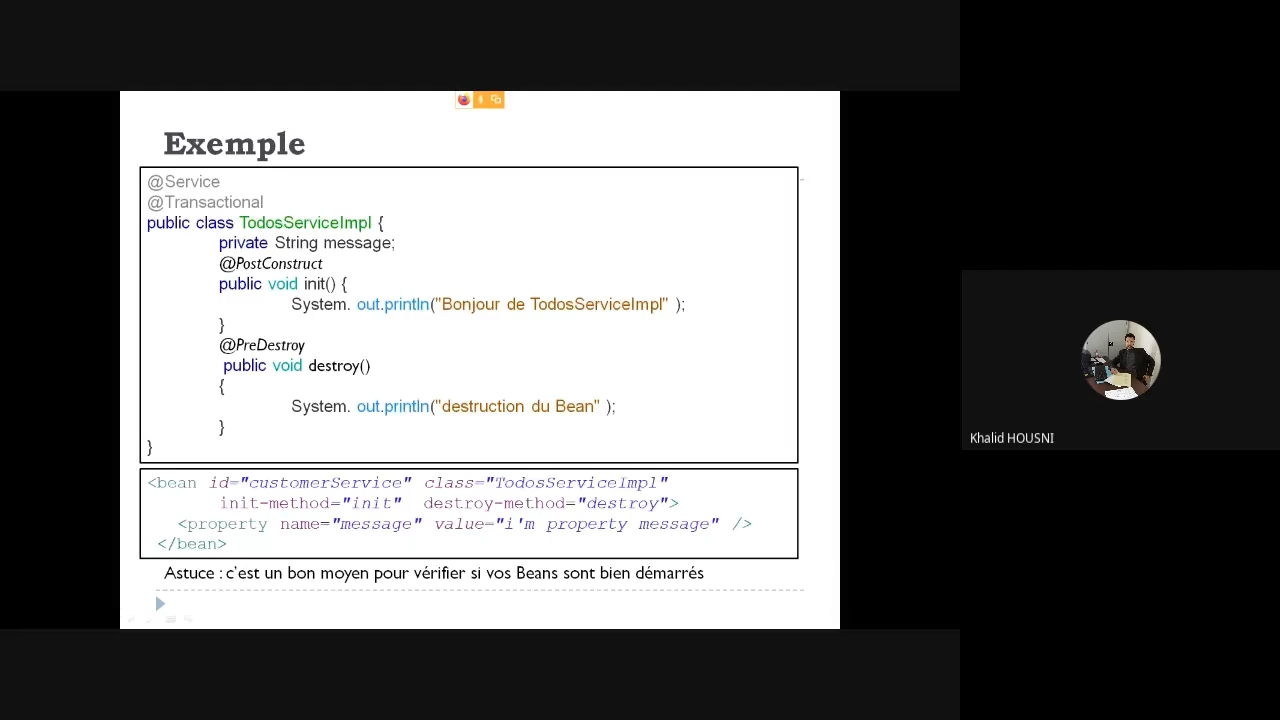 Exemple
@Service
@Transactional
public class TodosServiceImpl {
private String message;
@PostConstruct
public void init() {
System. out.println("Bonjour de TodosServiceImpl" );
}
@PreDestroy
public void destroy()
{
System. out.println("destruction du Bean" );
}
}
<bean id="customerService" class="TodosServiceImpl"
init-method="init" destroy-method="destroy">
<property name="message" value="i'm property message" />
</bean>
Astuce : c'est un bon moyen pour vérifier si vos Beans sont bien démarrés
Khalid HOUSNI